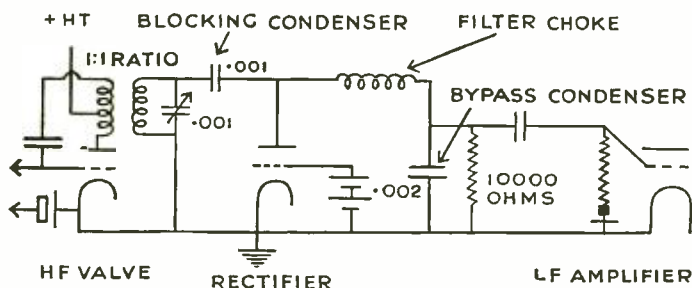 +HT
BLOCKING CONDENSER
FILTER CHOKE
1:1 RATIO
.001
.001
BYPASS CONDENSER
.002
10000
OHMS
HF VALVE
RECTIFIER
LF AMPLIFIER